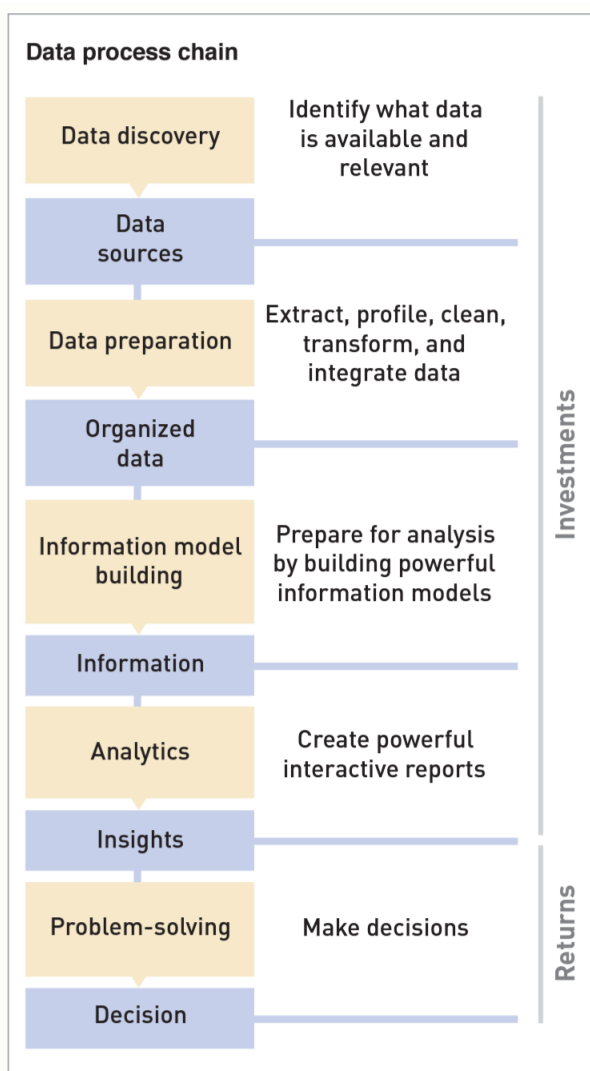 Data process chain
Data discovery
Identify what data
is available and
relevant
Data
sources
Data preparation
Extract, profile, clean,
transform, and
integrate data
Organized
data
Information model
building
Prepare for analysis
by building powerful
information models
Information
Analytics
Create powerful
interactive reports
Insights
Problem-solving
Make decisions
Decision
Investments
Returns